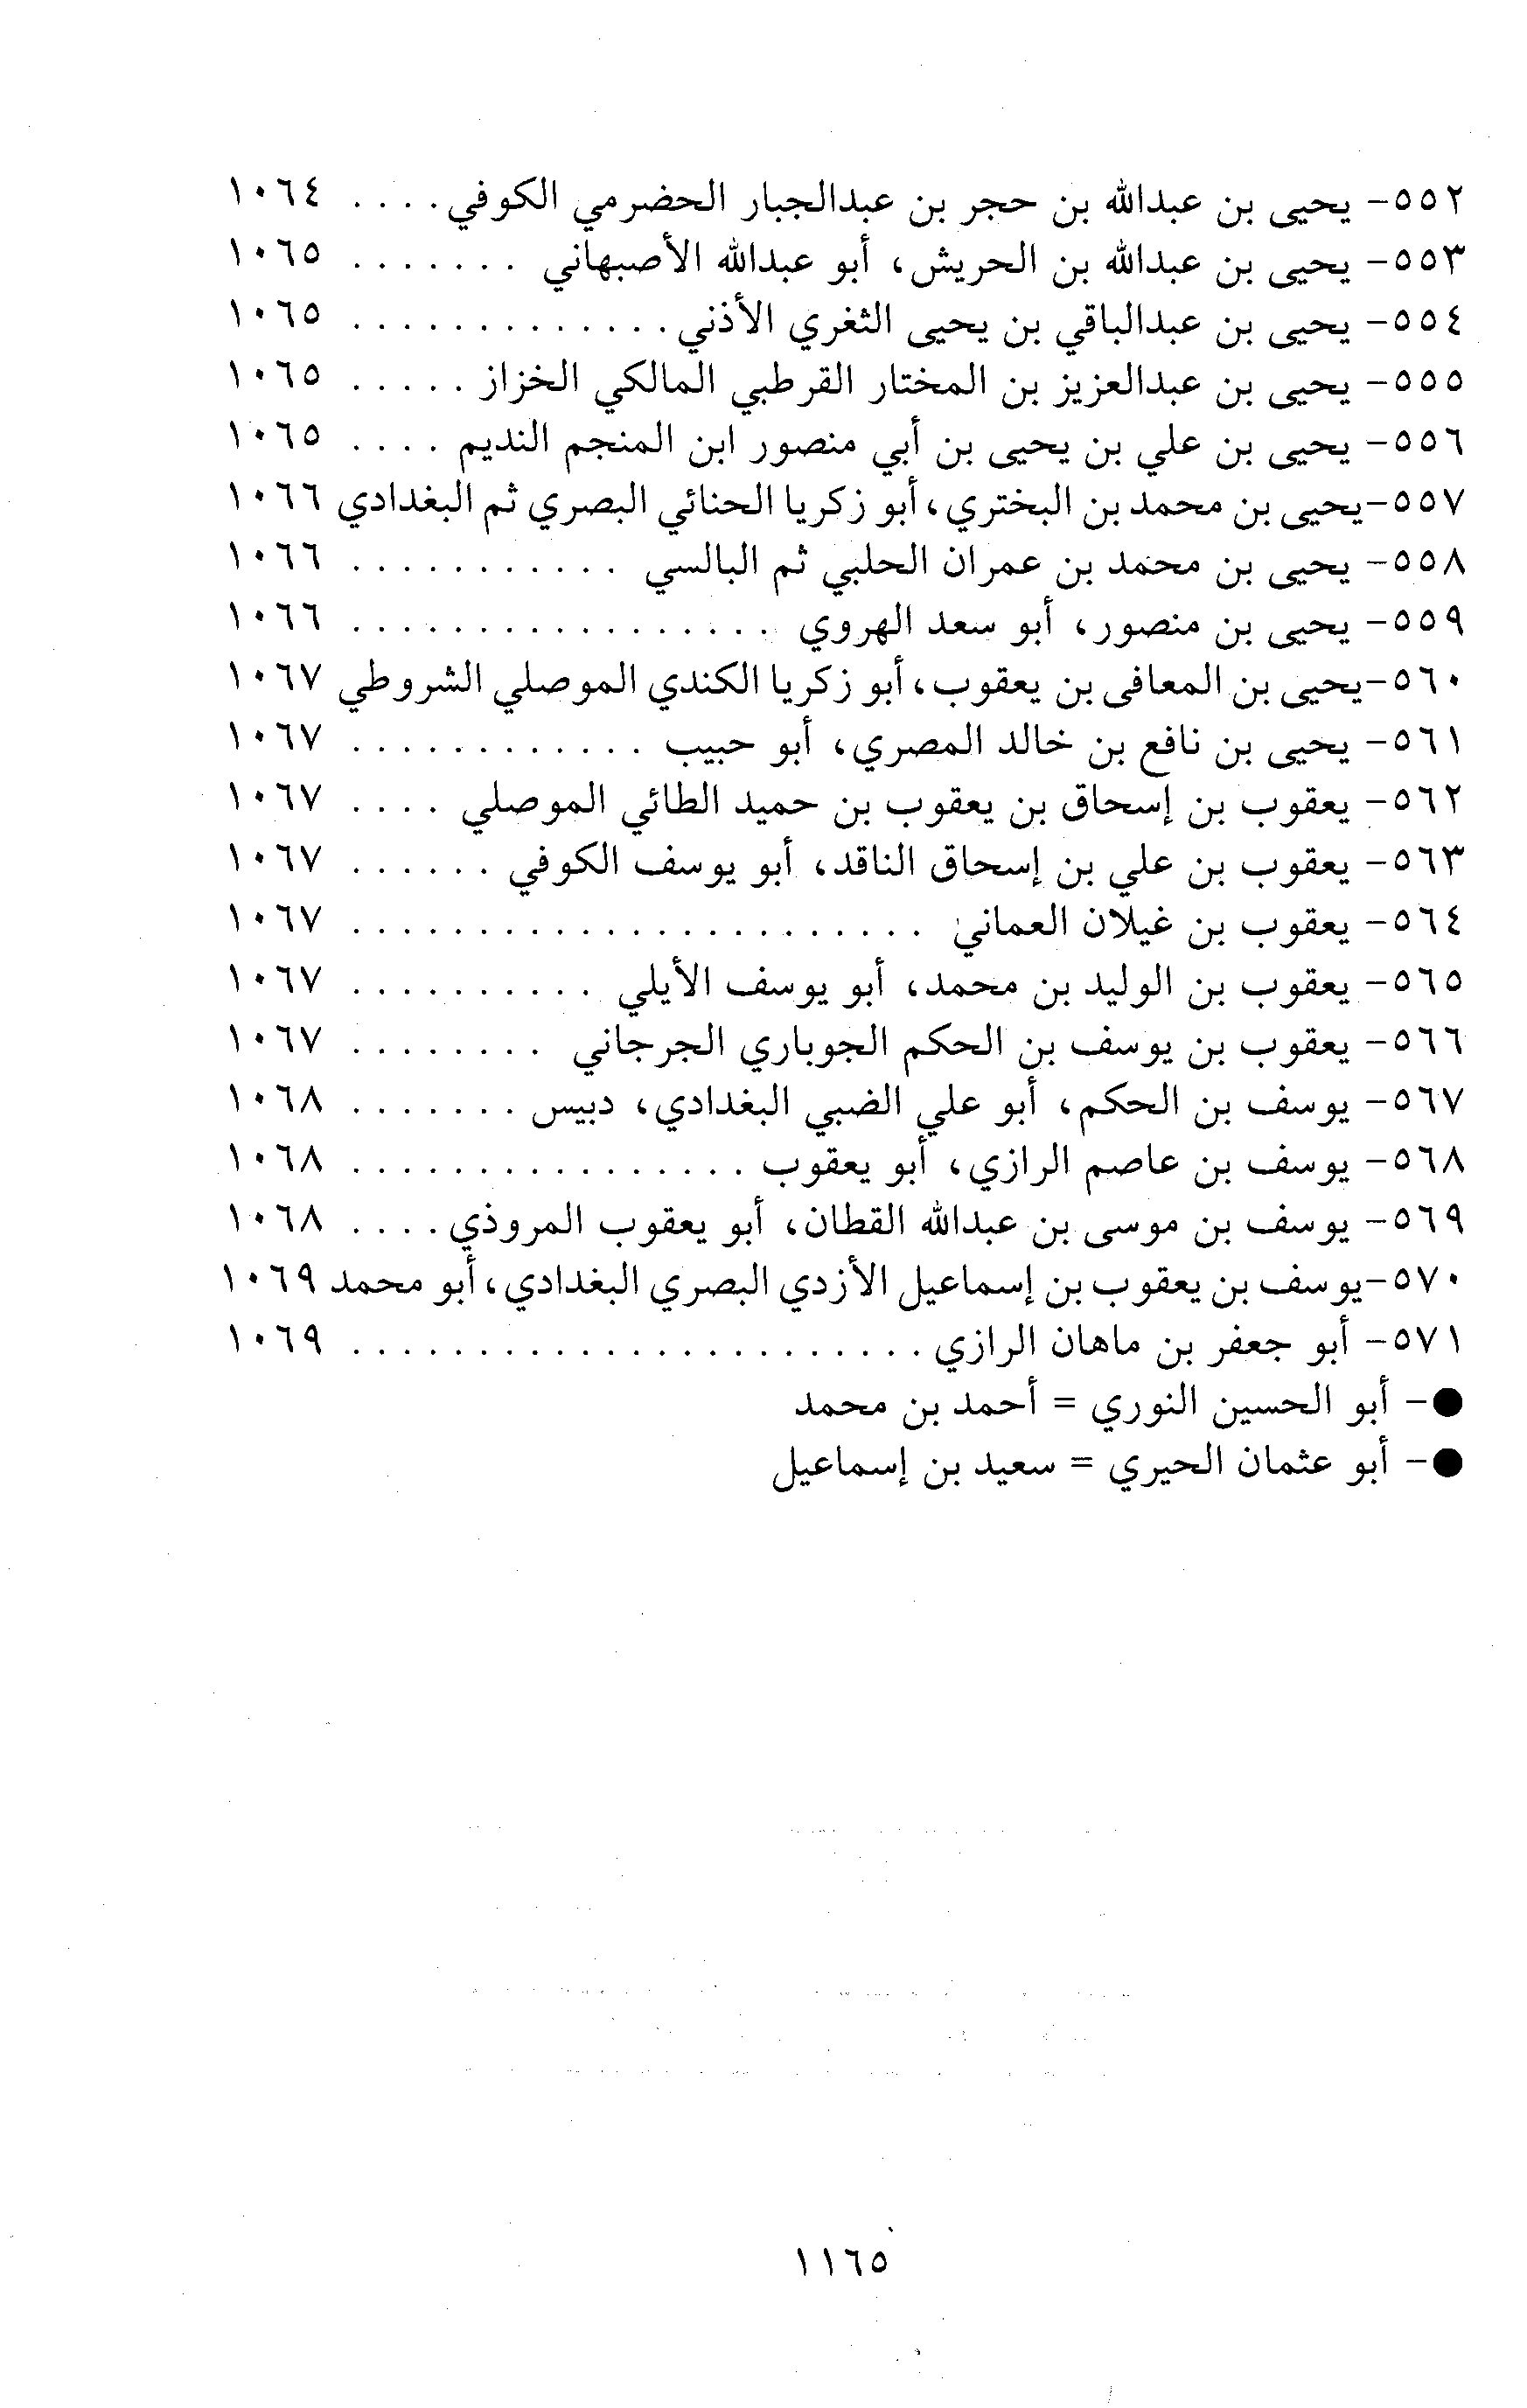 ٥٥٢- يحيى بن عبدالله بن حجر بن عبدالجبار الحضرمي الكوفي . . . . ١٠٦٤
٥٥٣- يحيى بن عبدالله بن الحريش، أبو عبدالله الأصبهاني . . . . . . . ١٠٦٥
٥٥٤- يحيى بن عبدالباقي بن يحيى الثغري الأذني . . . . . . . . . . . . . ١٠٦٥
٥٥٥- يحيى بن عبدالعزيز بن المختار القرطبي المالكي الخزاز . . . . . ١٠٦٥
٥٥٦- يحيى بن علي بن يحيى بن أبي منصور ابن المنجم النديم . . . . ١٠٦٥
٥٥٧- يحيى بن محمد بن البختري، أبو زكريا الحنائي البصري ثم البغدادي ١٠٦٦
٥٥٨- يحيى بن محمد بن عمران الحلبي ثم البالسي . . . . . . . . . . . ١٠٦٦
٥٥٩- يحيى بن منصور، أبو سعد الهروي . . . . . . . . . . . . . . . . . ١٠٦٦
٥٦٠- يحيى بن المعافى بن يعقوب، أبو زكريا الكندي الموصلي الشروطي ١٠٦٧
٥٦١- يحيى بن نافع بن خالد المصري، أبو حبيب . . . . . . . . . . . . ١٠٦٧
٥٦٢- يعقوب بن إسحاق بن يعقوب بن حميد الطائي الموصلي . . . . ١٠٦٧
٥٦٣- يعقوب بن علي بن إسحاق الناقد، أبو يوسف الكوفي . . . . . . ١٠٦٧
٥٦٤- يعقوب بن غيلان العماني . . . . . . . . . . . . . . . . . . . . . . . ١٠٦٧
٥٦٥- يعقوب بن الوليد بن محمد، أبو يوسف الأيلي . . . . . . . . . . ١٠٦٧
٥٦٦- يعقوب بن يوسف بن الحكم الجوباري الجرجاني . . . . . . . . ١٠٦٧
٥٦٧- يوسف بن الحكم، أبو علي الضبي البغدادي، دبيس . . . . . . . ١٠٦٨
٥٦٨- يوسف بن عاصم الرازي، أبو يعقوب . . . . . . . . . . . . . . . . ١٠٦٨
٥٦٩- يوسف بن موسى بن عبدالله القطان، أبو يعقوب المروذي . . . . ١٠٦٨
٥٧٠- يوسف بن يعقوب بن إسماعيل الأزدي البصري البغدادي، أبو محمد ١٠٦٩
٥٧١- أبو جعفر بن ماهان الرازي . . . . . . . . . . . . . . . . . . . . . . . ١٠٦٩
●- أبو الحسين النوري = أحمد بن محمد
●- أبو عثمان الحيري = سعيد بن إسماعيل
١١٦٥